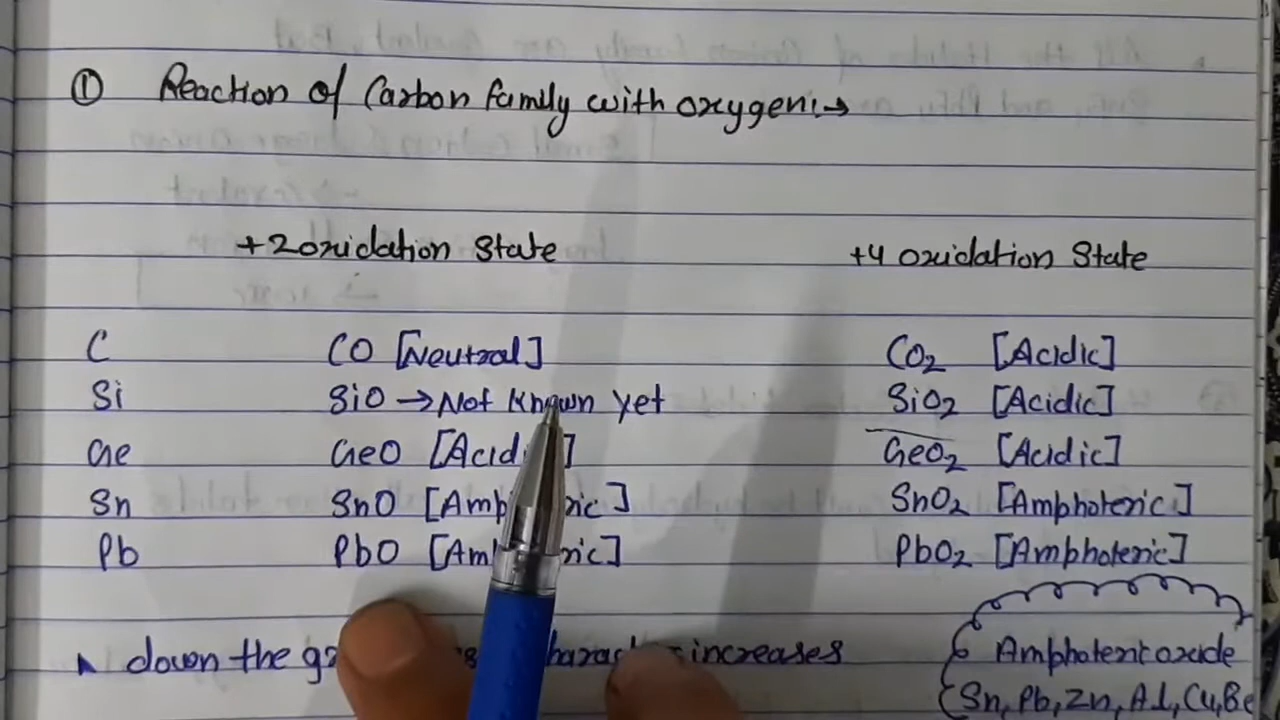 ① Reaction of Carbon family with oxygen:→
+2 oxidation State +4 oxidation State
C CO [Neutral] CO₂ [Acidic]
Si SiO → Not Known yet SiO₂ [Acidic]
Ge GeO GeO₂ [Acidic]
Sn SnO SnO₂ [Amphoteric]
Pb PbO PbO₂ [Amphoteric]
down the increases
Amphoteric oxide
Sn, Pb, Zn, Al, Cu, Be